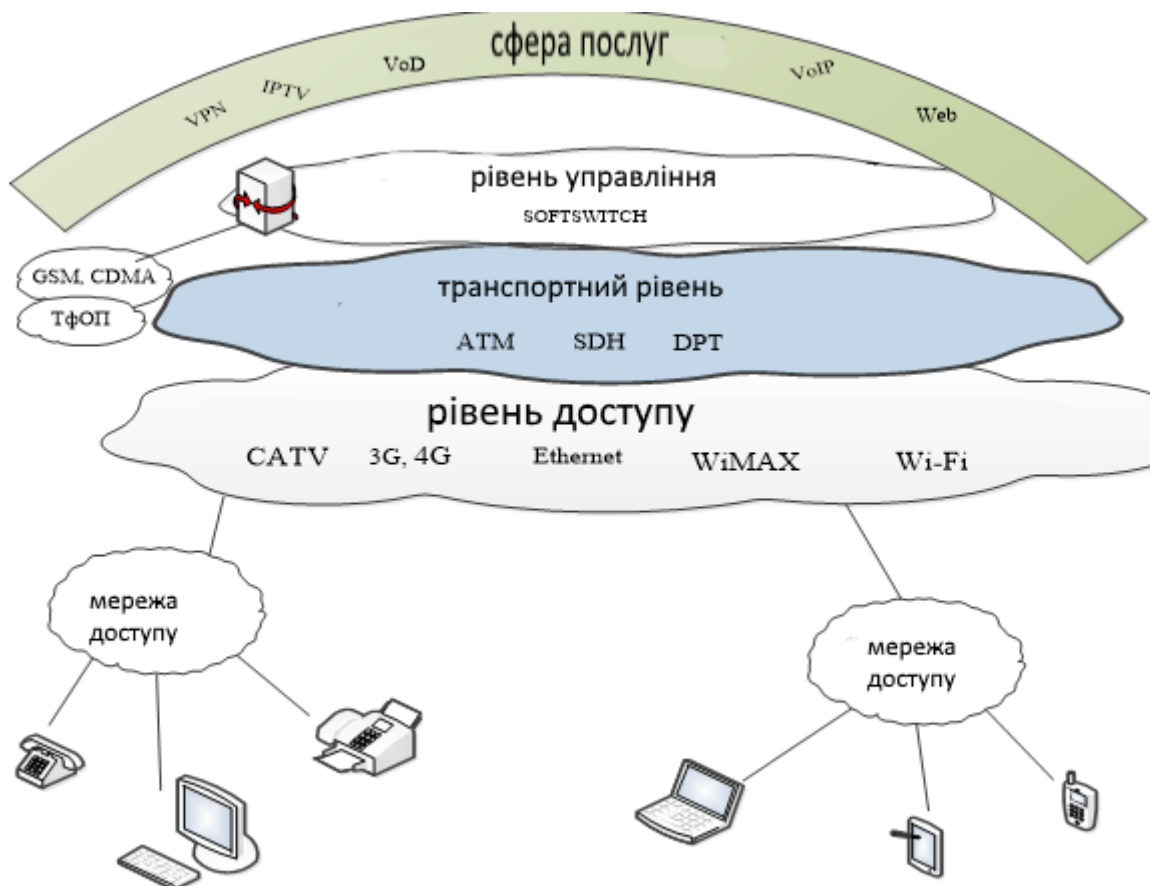 сфера послуг
VPN
IPTV
VoD
VoIP
Web
рівень управління
SOFTSWITCH
GSM, CDMA
ТфОП
транспортний рівень
ATM SDH DPT
рівень доступу
CATV 3G, 4G Ethernet WiMAX Wi-Fi
мережа
доступу
мережа
доступу